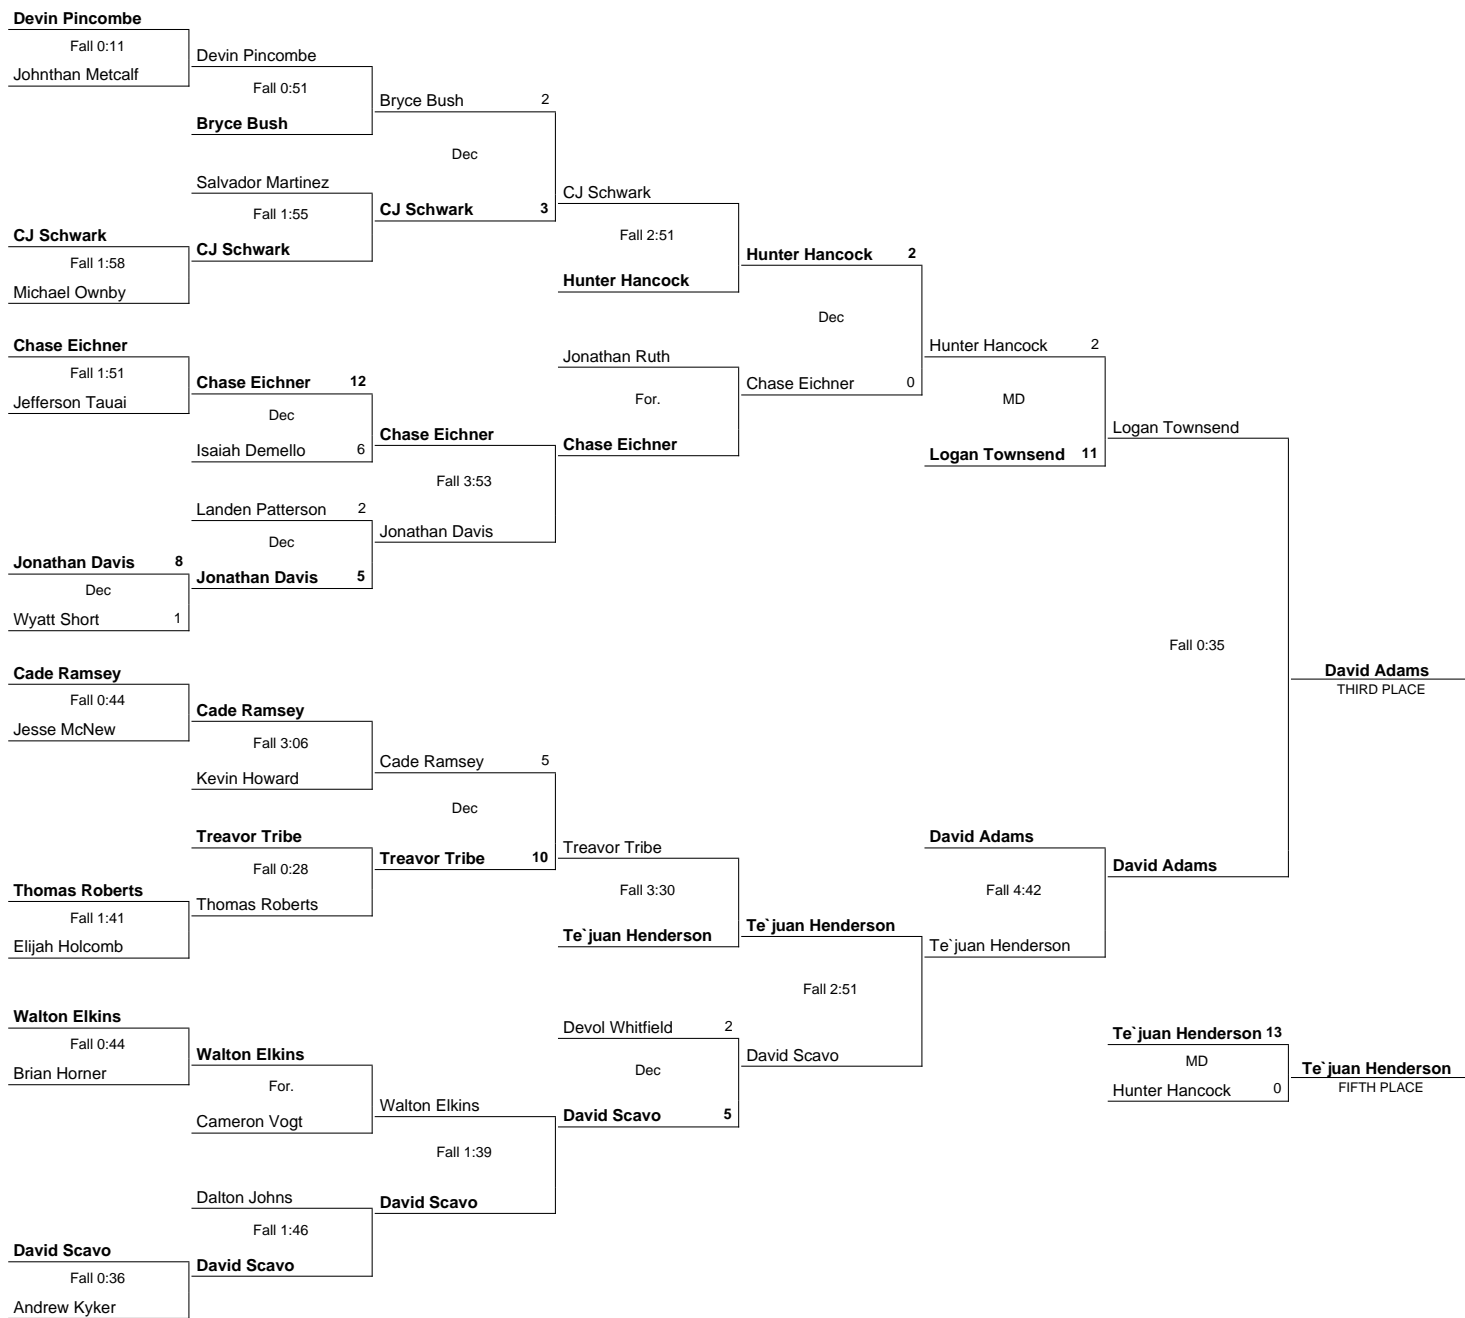 Devin Pincombe
Fall 0:11
Johnthan Metcalf
CJ Schwark
Fall 1:58
Michael Ownby
Chase Eichner
Fall 1:51
Jefferson Tauai
Jonathan Davis 8
Dec
Wyatt Short 1
Cade Ramsey
Fall 0:44
Jesse McNew
Thomas Roberts
Fall 1:41
Elijah Holcomb
Walton Elkins
Fall 0:44
Brian Horner
David Scavo
Fall 0:36
Andrew Kyker
Devin Pincombe
Fall 0:51
Bryce Bush
Salvador Martinez
Fall 1:55
CJ Schwark
Chase Eichner 12
Dec
Isaiah Demello 6
Landen Patterson 2
Dec
Jonathan Davis 5
Cade Ramsey
Fall 3:06
Kevin Howard
Treavor Tribe
Fall 0:28
Thomas Roberts
Walton Elkins
For.
Cameron Vogt
Dalton Johns
Fall 1:46
David Scavo
Bryce Bush 2
Dec
CJ Schwark 3
Chase Eichner
Fall 3:53
Jonathan Davis
Cade Ramsey 5
Dec
Treavor Tribe 10
Walton Elkins
Fall 1:39
David Scavo
CJ Schwark
Fall 2:51
Hunter Hancock
Jonathan Ruth
For.
Chase Eichner
Treavor Tribe
Fall 3:30
Te`juan Henderson
Devol Whitfield 2
Dec
David Scavo 5
Hunter Hancock 2
Dec
Chase Eichner 0
Te`juan Henderson
Fall 2:51
David Scavo
Hunter Hancock 2
MD
Logan Townsend 11
David Adams
Fall 4:42
Te`juan Henderson
Logan Townsend
Fall 0:35
David Adams
Te`juan Henderson 13
MD
Hunter Hancock 0
David Adams
THIRD PLACE
Te`juan Henderson
FIFTH PLACE